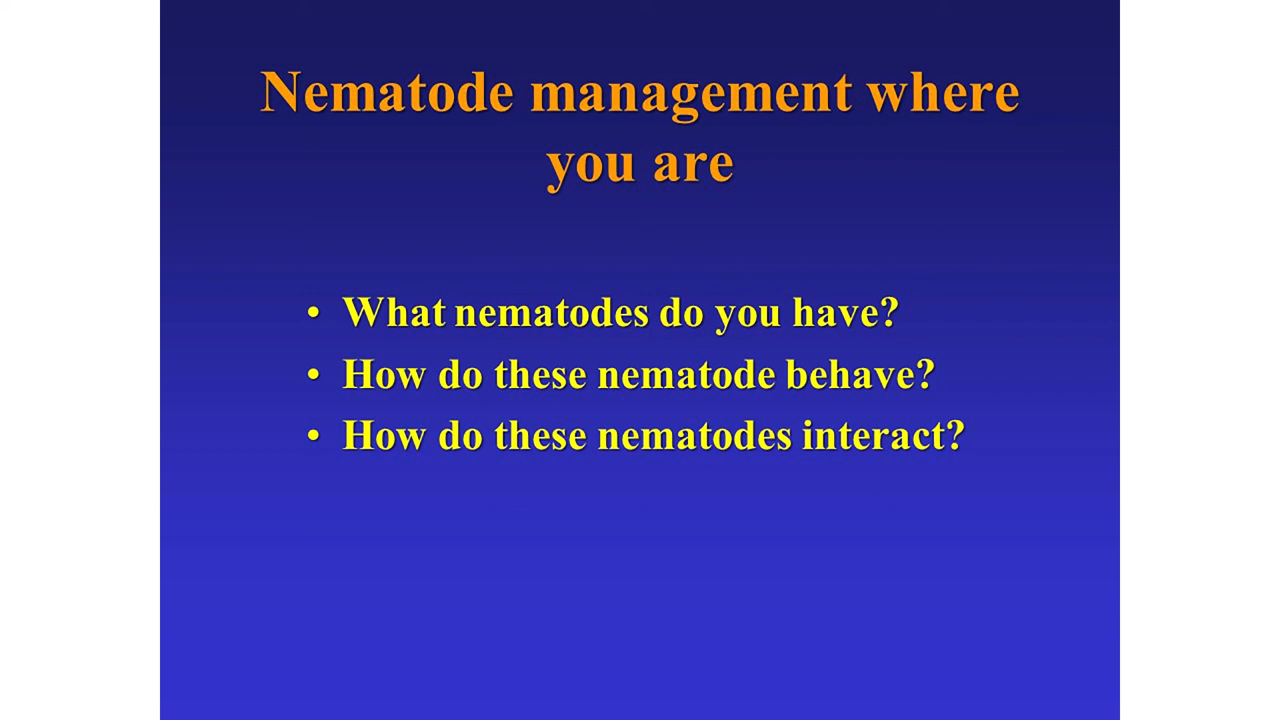 Nematode management where
you are
• What nematodes do you have?
• How do these nematode behave?
• How do these nematodes interact?